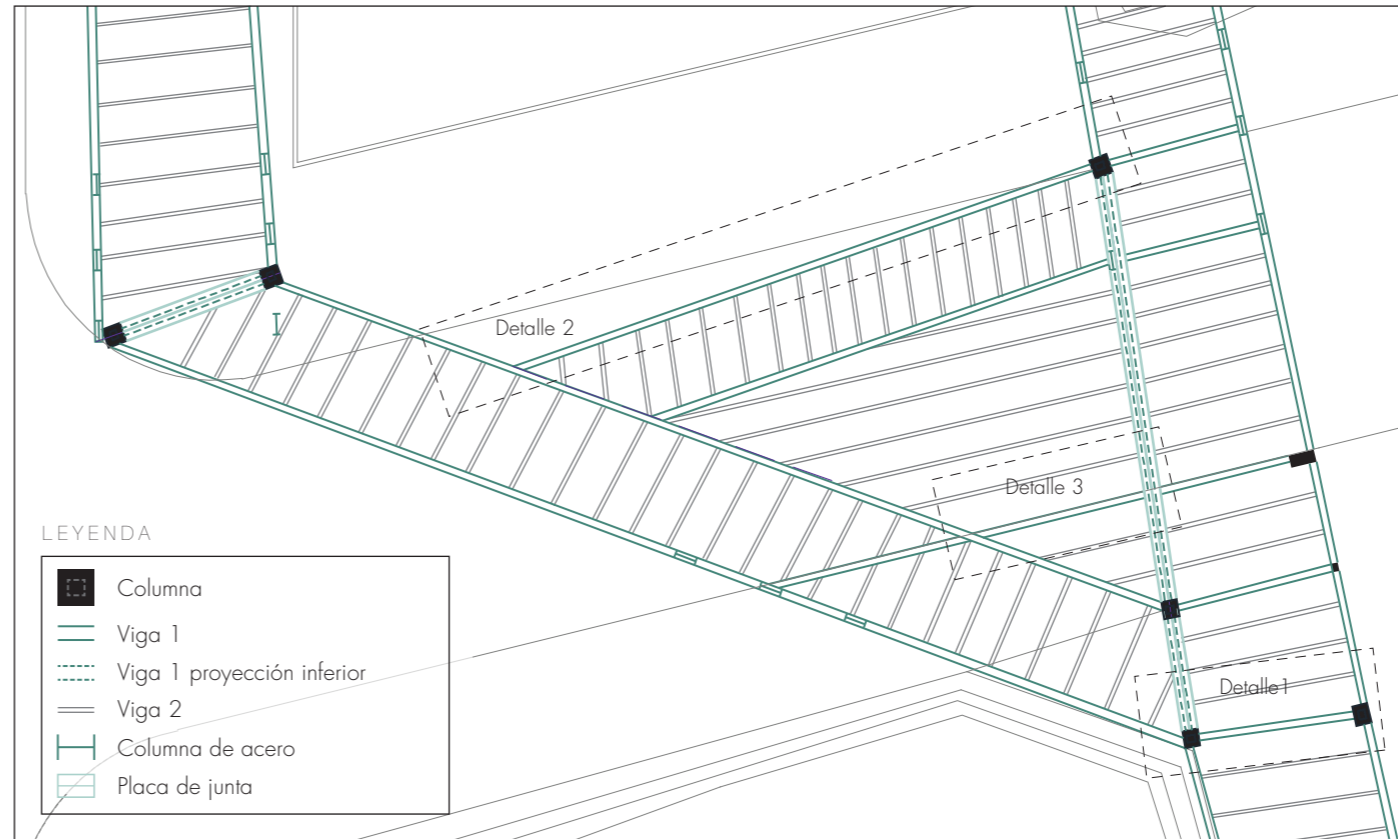 Detalle 2
Detalle 3
Detalle1
LEYENDA
Columna
Viga 1
Viga 1 proyección inferior
Viga 2
Columna de acero
Placa de junta